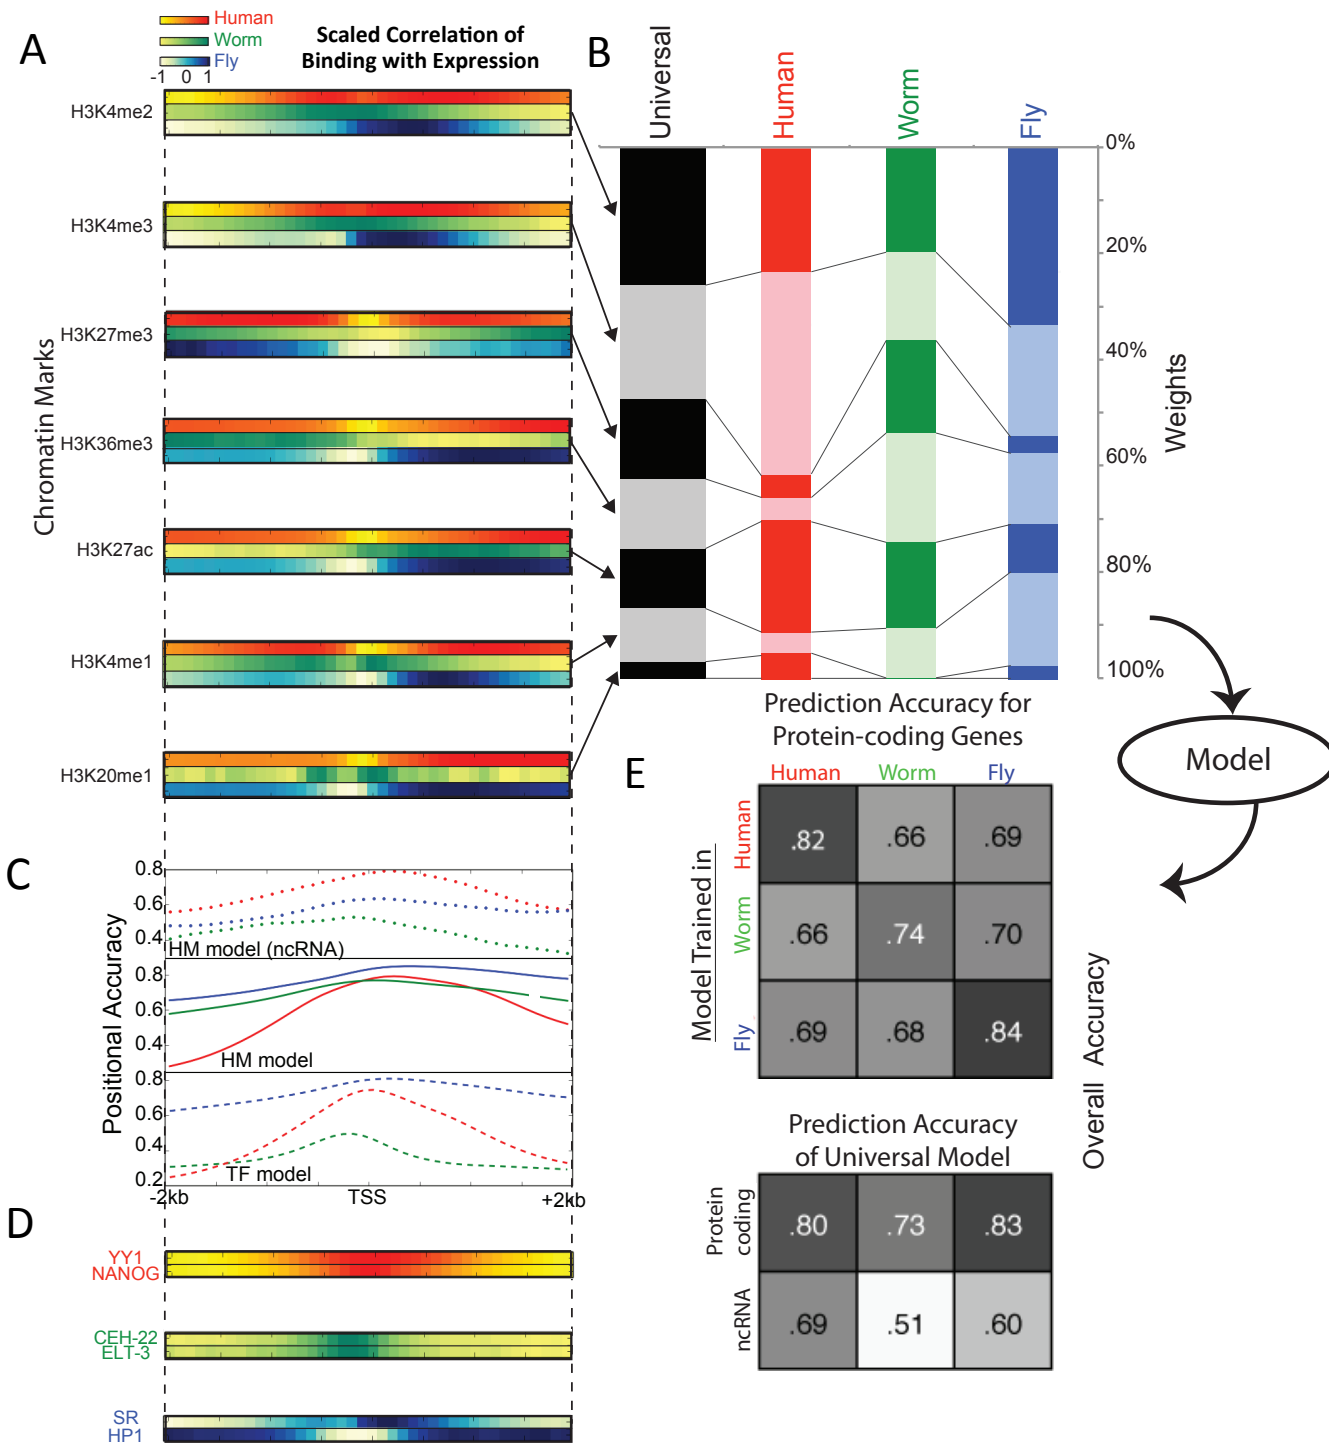 A
Human
Worm
Fly
-1 0 1
Scaled Correlation of
Binding with Expression
H3K4me2
H3K4me3
H3K27me3
H3K36me3
H3K27ac
H3K4me1
H3K20me1
Chromatin Marks
B
Universal
Human
Worm
Fly
0%
20%
40%
60%
80%
100%
Weights
Model
C
Positional Accuracy
0.8
0.6
0.4
HM model (ncRNA)
0.8
0.6
0.4
HM model
0.8
0.6
0.4
0.2
TF model
-2kb
TSS
+2kb
D
YY1
NANOG
CEH-22
ELT-3
SR
HP1
E
Prediction Accuracy for
Protein-coding Genes
Human Worm Fly
Model Trained in
Human
Worm
Fly
.82 .66 .69
.66 .74 .70
.69 .68 .84
Overall Accuracy
Prediction Accuracy
of Universal Model
Protein
coding
.80 .73 .83
ncRNA
.69 .51 .60